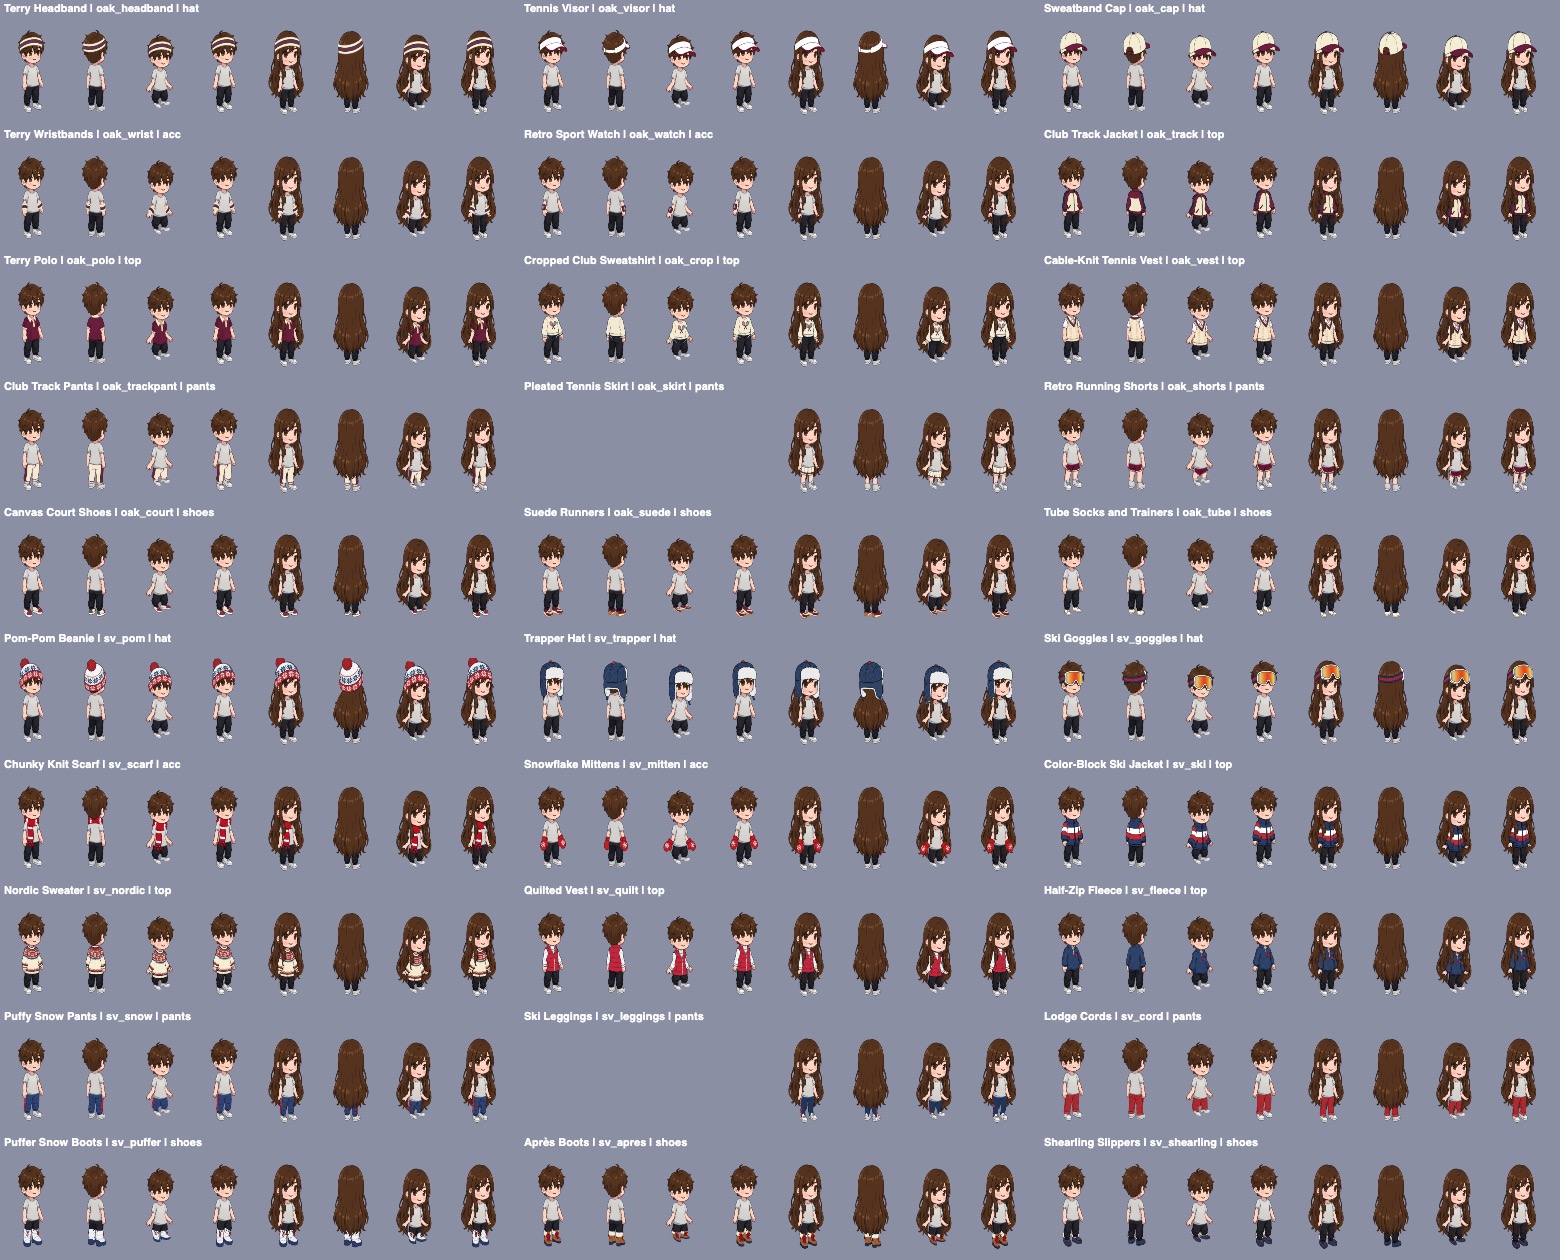 Terry Headband | oak_headband | hat
Tennis Visor | oak_visor | hat
Sweatband Cap | oak_cap | hat
Terry Wristbands | oak_wrist | acc
Retro Sport Watch | oak_watch | acc
Club Track Jacket | oak_track | top
Terry Polo | oak_polo | top
Cropped Club Sweatshirt | oak_crop | top
Cable-Knit Tennis Vest | oak_vest | top
Club Track Pants | oak_trackpant | pants
Pleated Tennis Skirt | oak_skirt | pants
Retro Running Shorts | oak_shorts | pants
Canvas Court Shoes | oak_court | shoes
Suede Runners | oak_suede | shoes
Tube Socks and Trainers | oak_tube | shoes
Pom-Pom Beanie | sv_pom | hat
Trapper Hat | sv_trapper | hat
Ski Goggles | sv_goggles | hat
Chunky Knit Scarf | sv_scarf | acc
Snowflake Mittens | sv_mitten | acc
Color-Block Ski Jacket | sv_ski | top
Nordic Sweater | sv_nordic | top
Quilted Vest | sv_quilt | top
Half-Zip Fleece | sv_fleece | top
Puffy Snow Pants | sv_snow | pants
Ski Leggings | sv_leggings | pants
Lodge Cords | sv_cord | pants
Puffer Snow Boots | sv_puffer | shoes
Après Boots | sv_apres | shoes
Shearling Slippers | sv_shearling | shoes